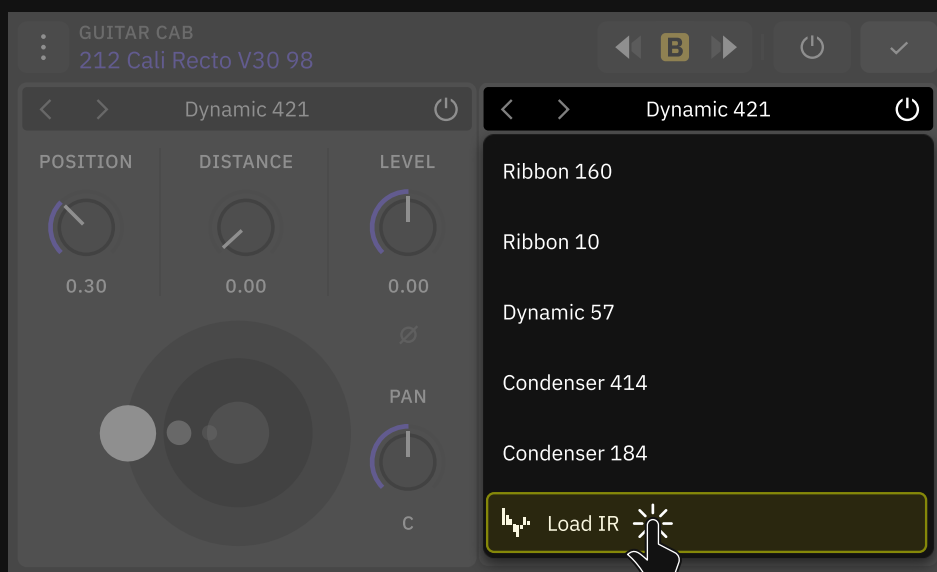 GUITAR CAB
212 Cali Recto V30 98
B
Dynamic 421
Dynamic 421
POSITION DISTANCE LEVEL
0.30 0.00 0.00
PAN
C
Ribbon 160
Ribbon 10
Dynamic 57
Condenser 414
Condenser 184
Load IR